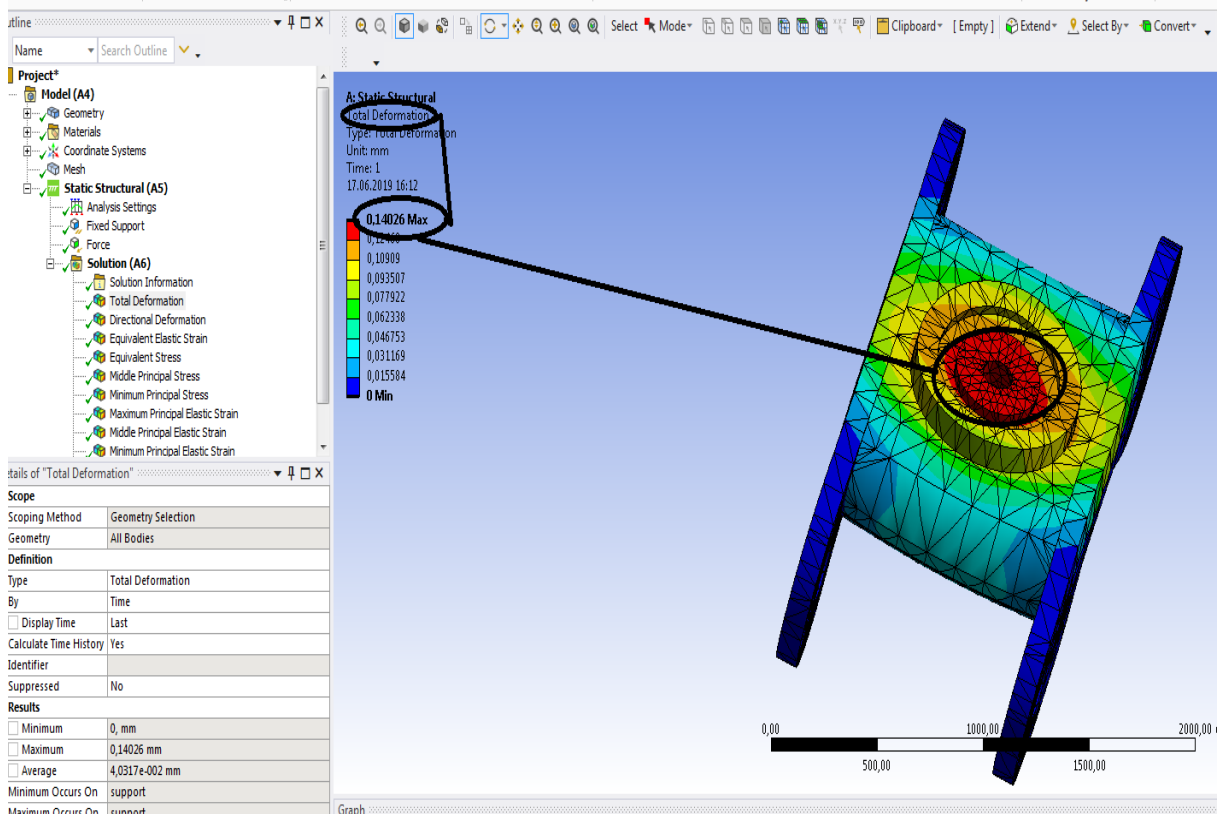 utline
Select Mode Clipboard [Empty] Extend Select By Convert
Name Search Outline
Project*
Model (A4)
Geometry
Materials
Coordinate Systems
Mesh
Static Structural (A5)
Analysis Settings
Fixed Support
Force
Solution (A6)
Solution Information
Total Deformation
Directional Deformation
Equivalent Elastic Strain
Equivalent Stress
Middle Principal Stress
Minimum Principal Stress
Maximum Principal Elastic Strain
Middle Principal Elastic Strain
Minimum Principal Elastic Strain
etails of "Total Deformation"
Scope
Scoping Method Geometry Selection
Geometry All Bodies
Definition
Type Total Deformation
By Time
Display Time Last
Calculate Time History Yes
Identifier
Suppressed No
Results
Minimum 0, mm
Maximum 0,14026 mm
Average 4,0317e-002 mm
Minimum Occurs On support
Maximum Occurs On support
A: Static Structural
Total Deformation
Type: Total Deformation
Unit: mm
Time: 1
17.06.2019 16:12
0,14026 Max
0,12468
0,10909
0,093507
0,077922
0,062338
0,046753
0,031169
0,015584
0 Min
0,00 1000,00 2000,00
500,00 1500,00
Graph